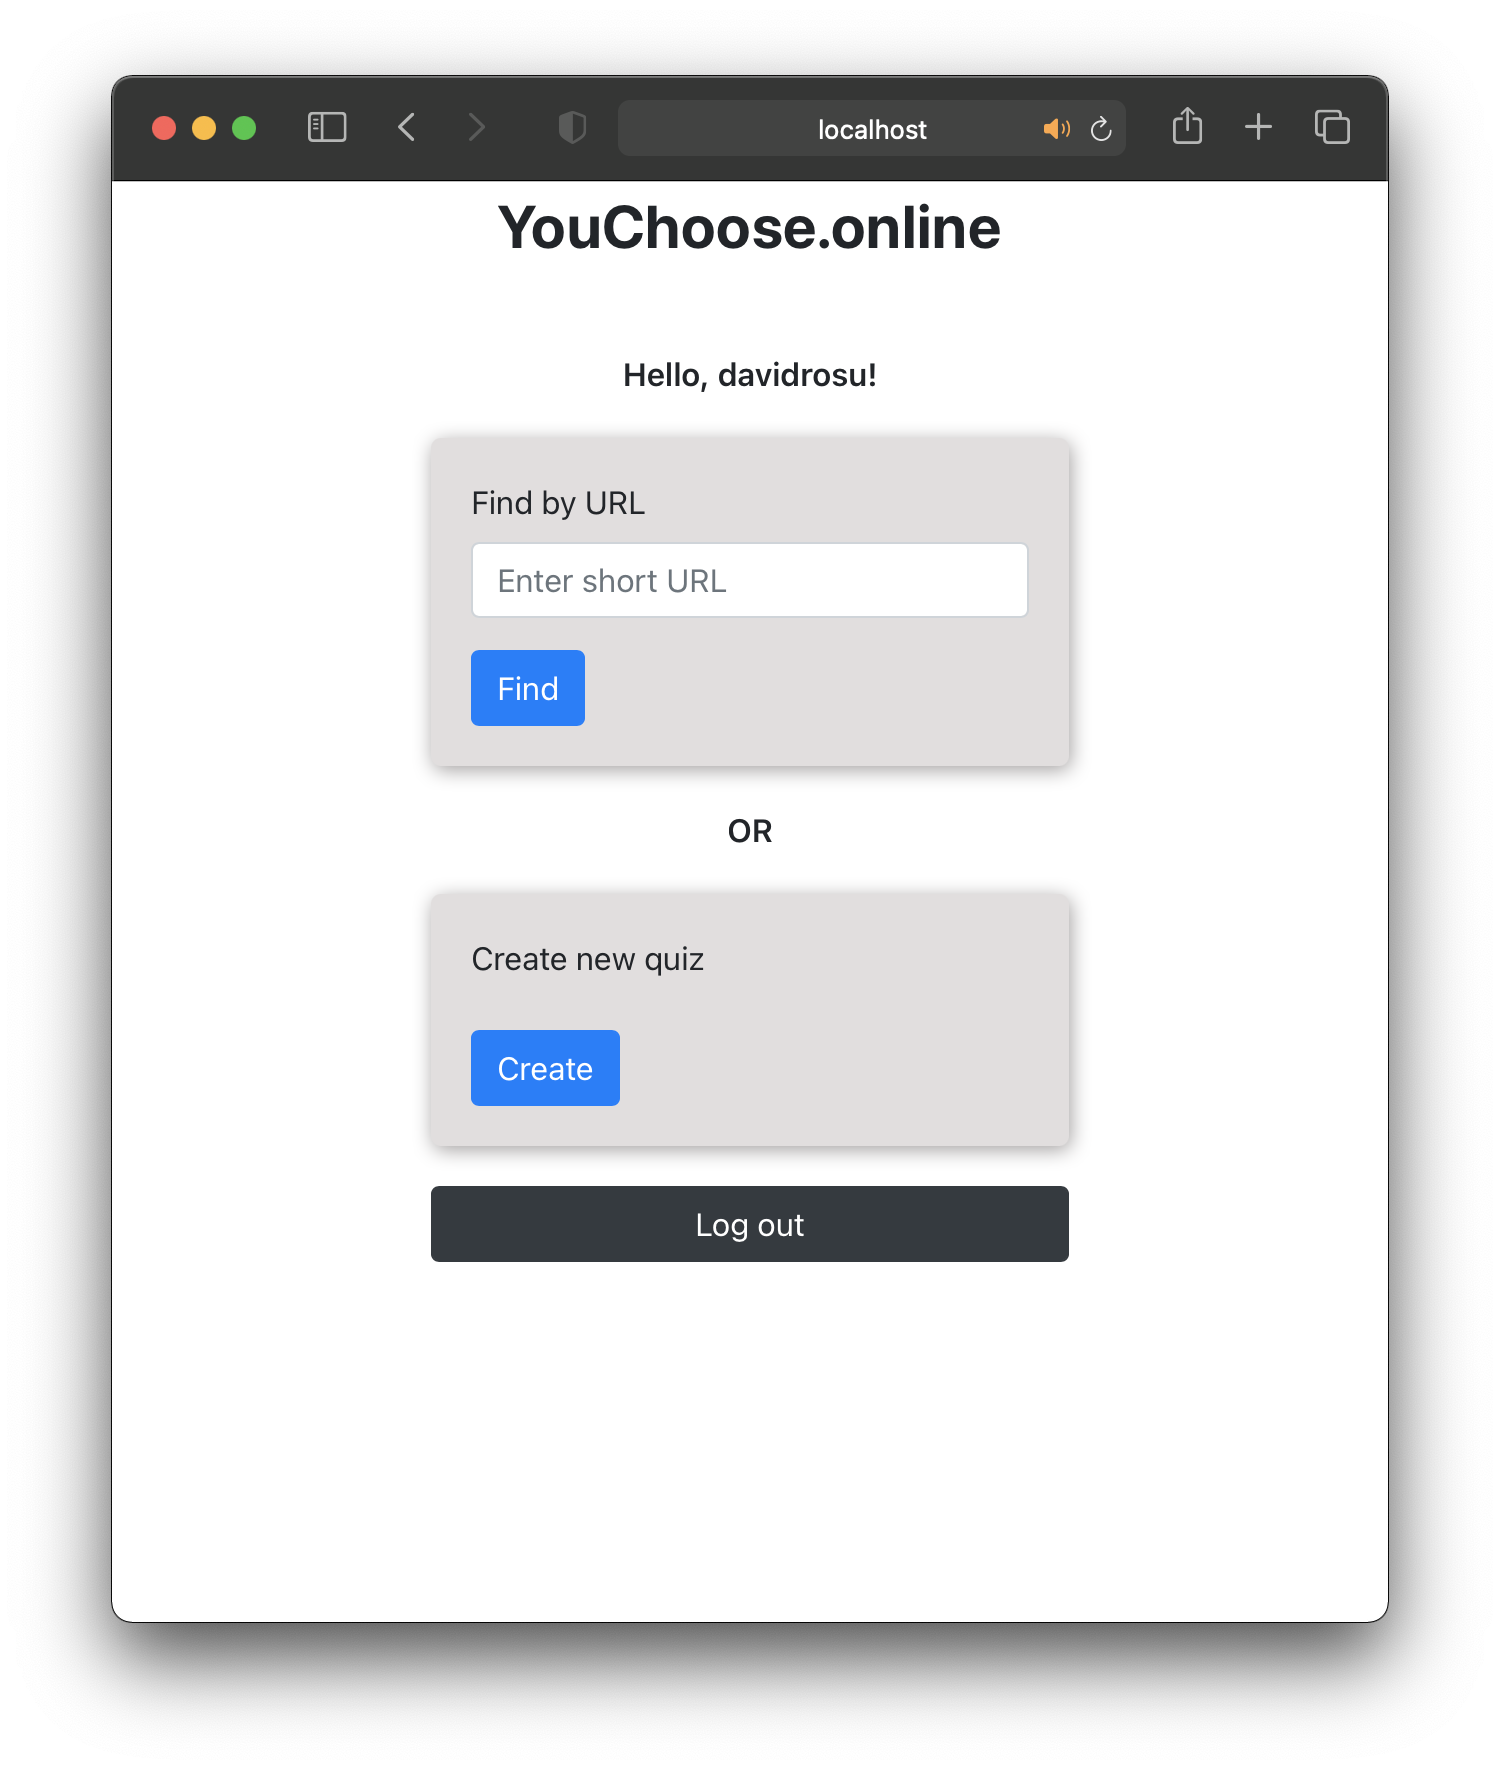 localhost
YouChoose.online
Hello, davidrosu!
Find by URL
Enter short URL
Find
OR
Create new quiz
Create
Log out